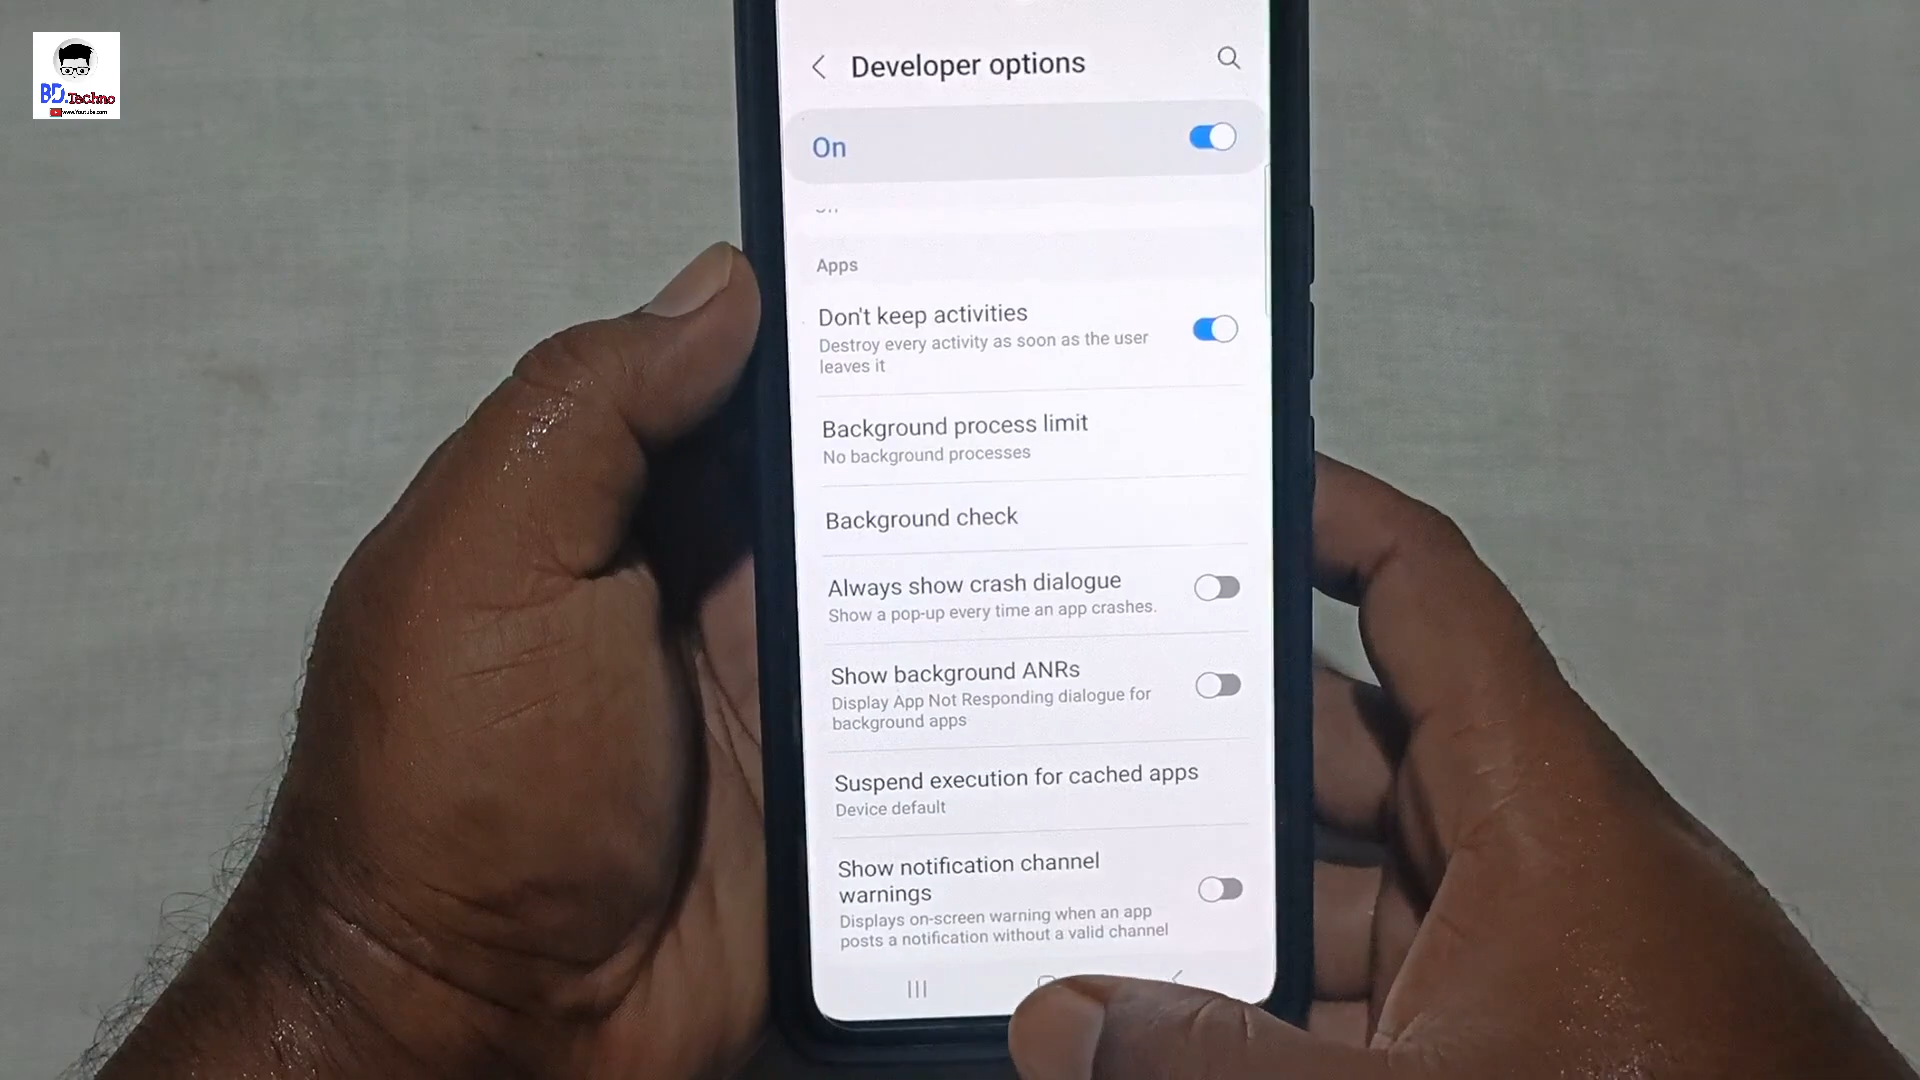 BD.Techno
www.Youtube.com
Developer options
On
Apps
Don't keep activities
Destroy every activity as soon as the user
leaves it
Background process limit
No background processes
Background check
Always show crash dialogue
Show a pop-up every time an app crashes.
Show background ANRs
Display App Not Responding dialogue for
background apps
Suspend execution for cached apps
Device default
Show notification channel
warnings
Displays on-screen warning when an app
posts a notification without a valid channel